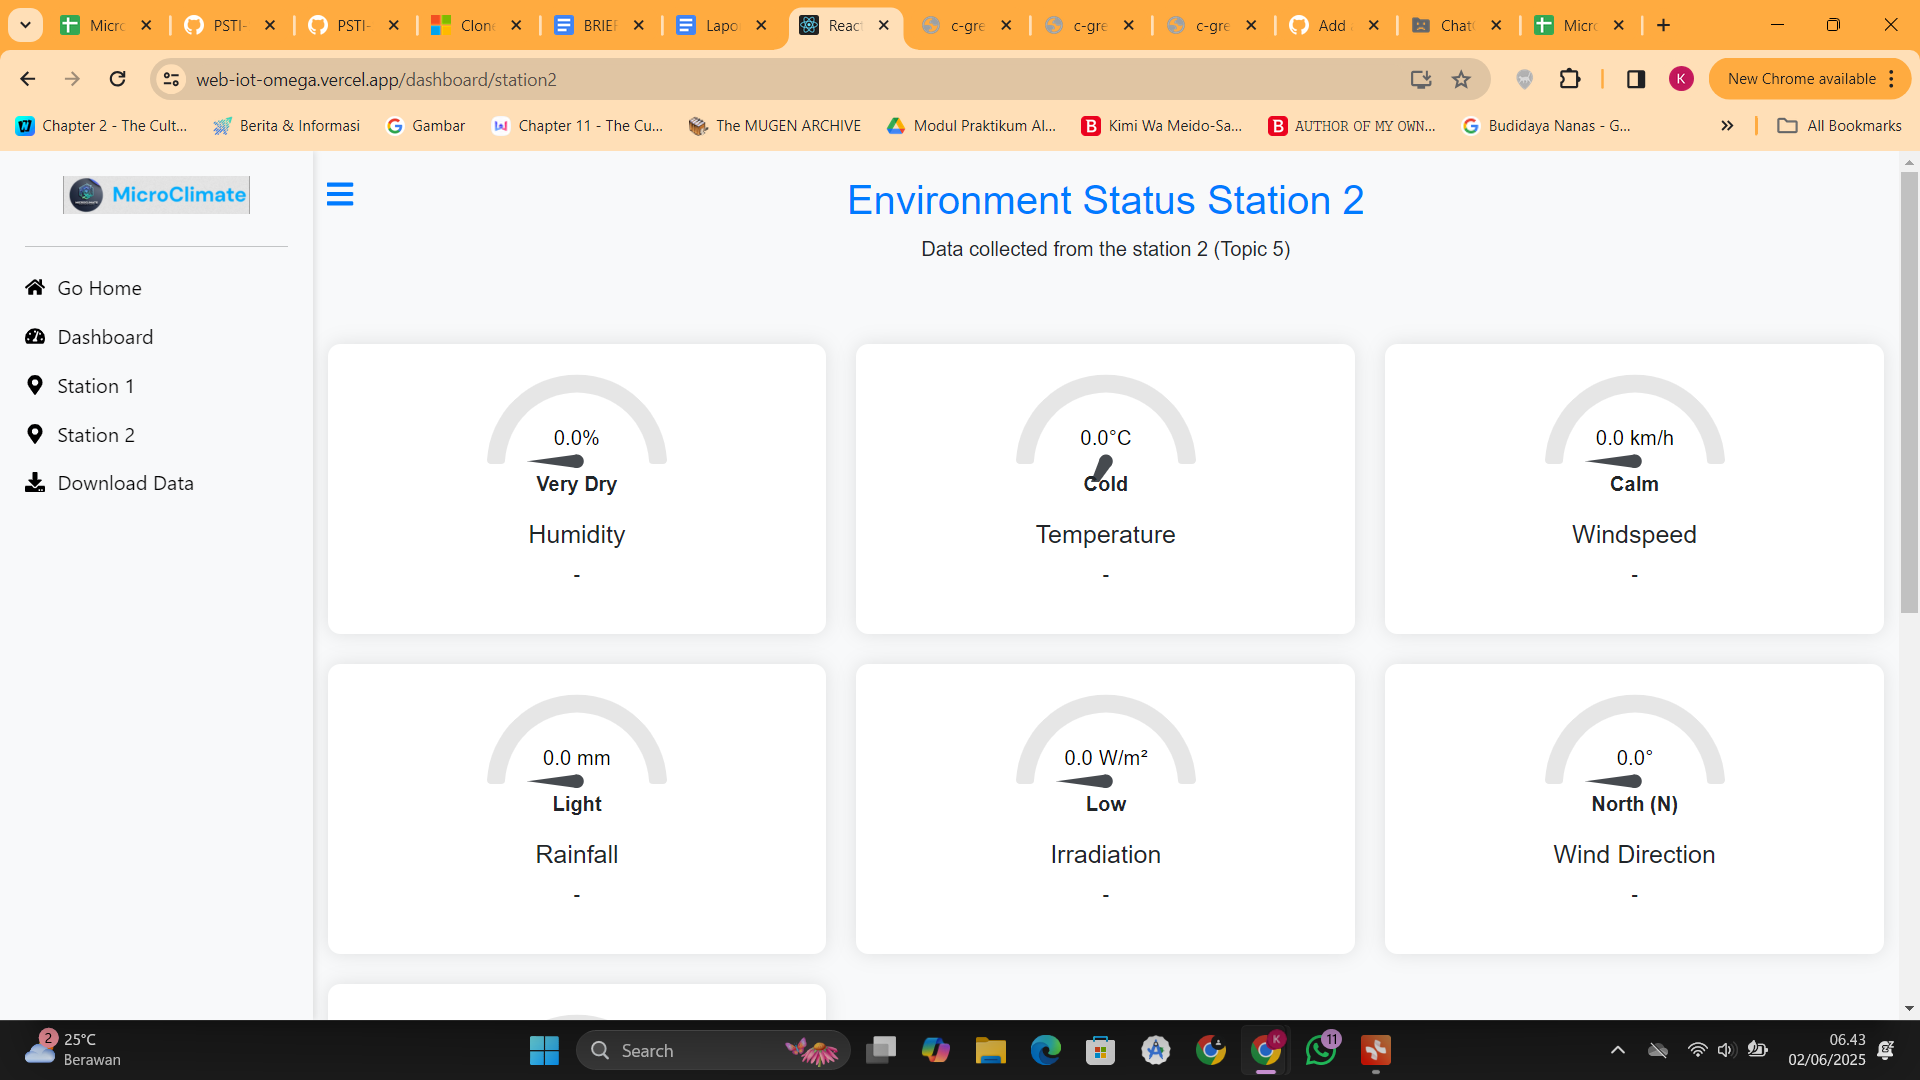 Micro
PSTI-
PSTI-
Clone
BRIEF
Lapo
React
c-gre
c-gre
c-gre
Add
Chat
Micro
web-iot-omega.vercel.app/dashboard/station2
K
New Chrome available
Chapter 2 - The Cult...
Berita & Informasi
Gambar
Chapter 11 - The Cu...
The MUGEN ARCHIVE
Modul Praktikum Al...
Kimi Wa Meido-Sa...
AUTHOR OF MY OWN...
Budidaya Nanas - G...
All Bookmarks
MicroClimate
Go Home
Dashboard
Station 1
Station 2
Download Data
Environment Status Station 2
Data collected from the station 2 (Topic 5)
0.0%
Very Dry
Humidity
-
0.0°C
Cold
Temperature
-
0.0 km/h
Calm
Windspeed
-
0.0 mm
Light
Rainfall
-
0.0 W/m²
Low
Irradiation
-
0.0°
North (N)
Wind Direction
-
2
25°C
Berawan
Search
K
11
06.43
02/06/2025